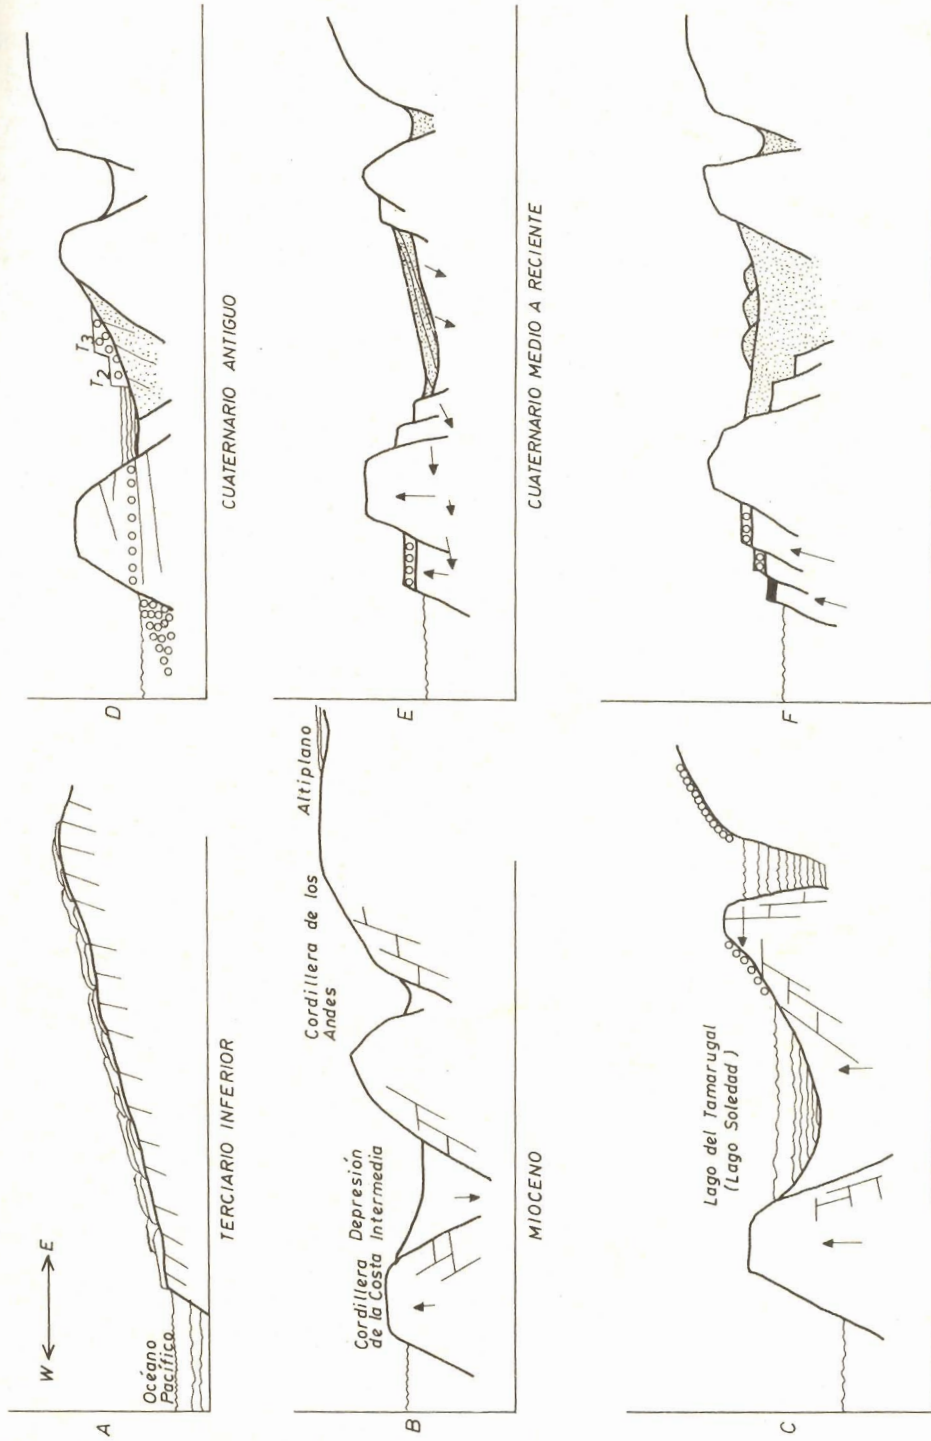 A
W E
Océano
Pacífico
TERCIARIO INFERIOR
B
Cordillera
de la Costa
Depresión
Intermedia
Cordillera de los
Andes
Altiplano
MIOCENO
C
Lago del Tamarugal
(Lago Soledad)
D
T2
T3
CUATERNARIO ANTIGUO
E
CUATERNARIO MEDIO A RECIENTE
F